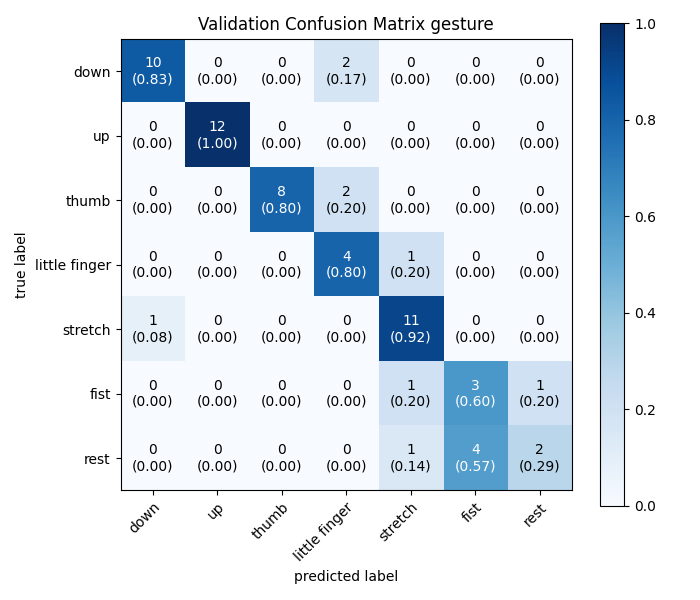 Validation Confusion Matrix gesture
true label
down
10 0 0 2 0 0 0
(0.83) (0.00) (0.00) (0.17) (0.00) (0.00) (0.00)
up
0 12 0 0 0 0 0
(0.00) (1.00) (0.00) (0.00) (0.00) (0.00) (0.00)
thumb
0 0 8 2 0 0 0
(0.00) (0.00) (0.80) (0.20) (0.00) (0.00) (0.00)
little finger
0 0 0 4 1 0 0
(0.00) (0.00) (0.00) (0.80) (0.20) (0.00) (0.00)
stretch
1 0 0 0 11 0 0
(0.08) (0.00) (0.00) (0.00) (0.92) (0.00) (0.00)
fist
0 0 0 0 1 3 1
(0.00) (0.00) (0.00) (0.00) (0.20) (0.60) (0.20)
rest
0 0 0 0 1 4 2
(0.00) (0.00) (0.00) (0.00) (0.14) (0.57) (0.29)
down up thumb little finger stretch fist rest
predicted label
1.0
0.8
0.6
0.4
0.2
0.0